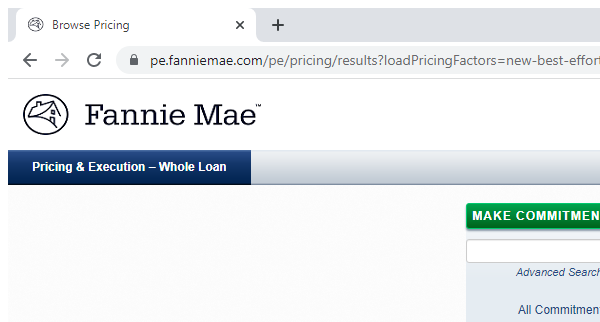 Browse Pricing
pe.fanniemae.com/pe/pricing/results?loadPricingFactors=new-best-effort
Fannie Mae™
Pricing & Execution – Whole Loan
MAKE COMMITMEN
Advanced Search
All Commitmen